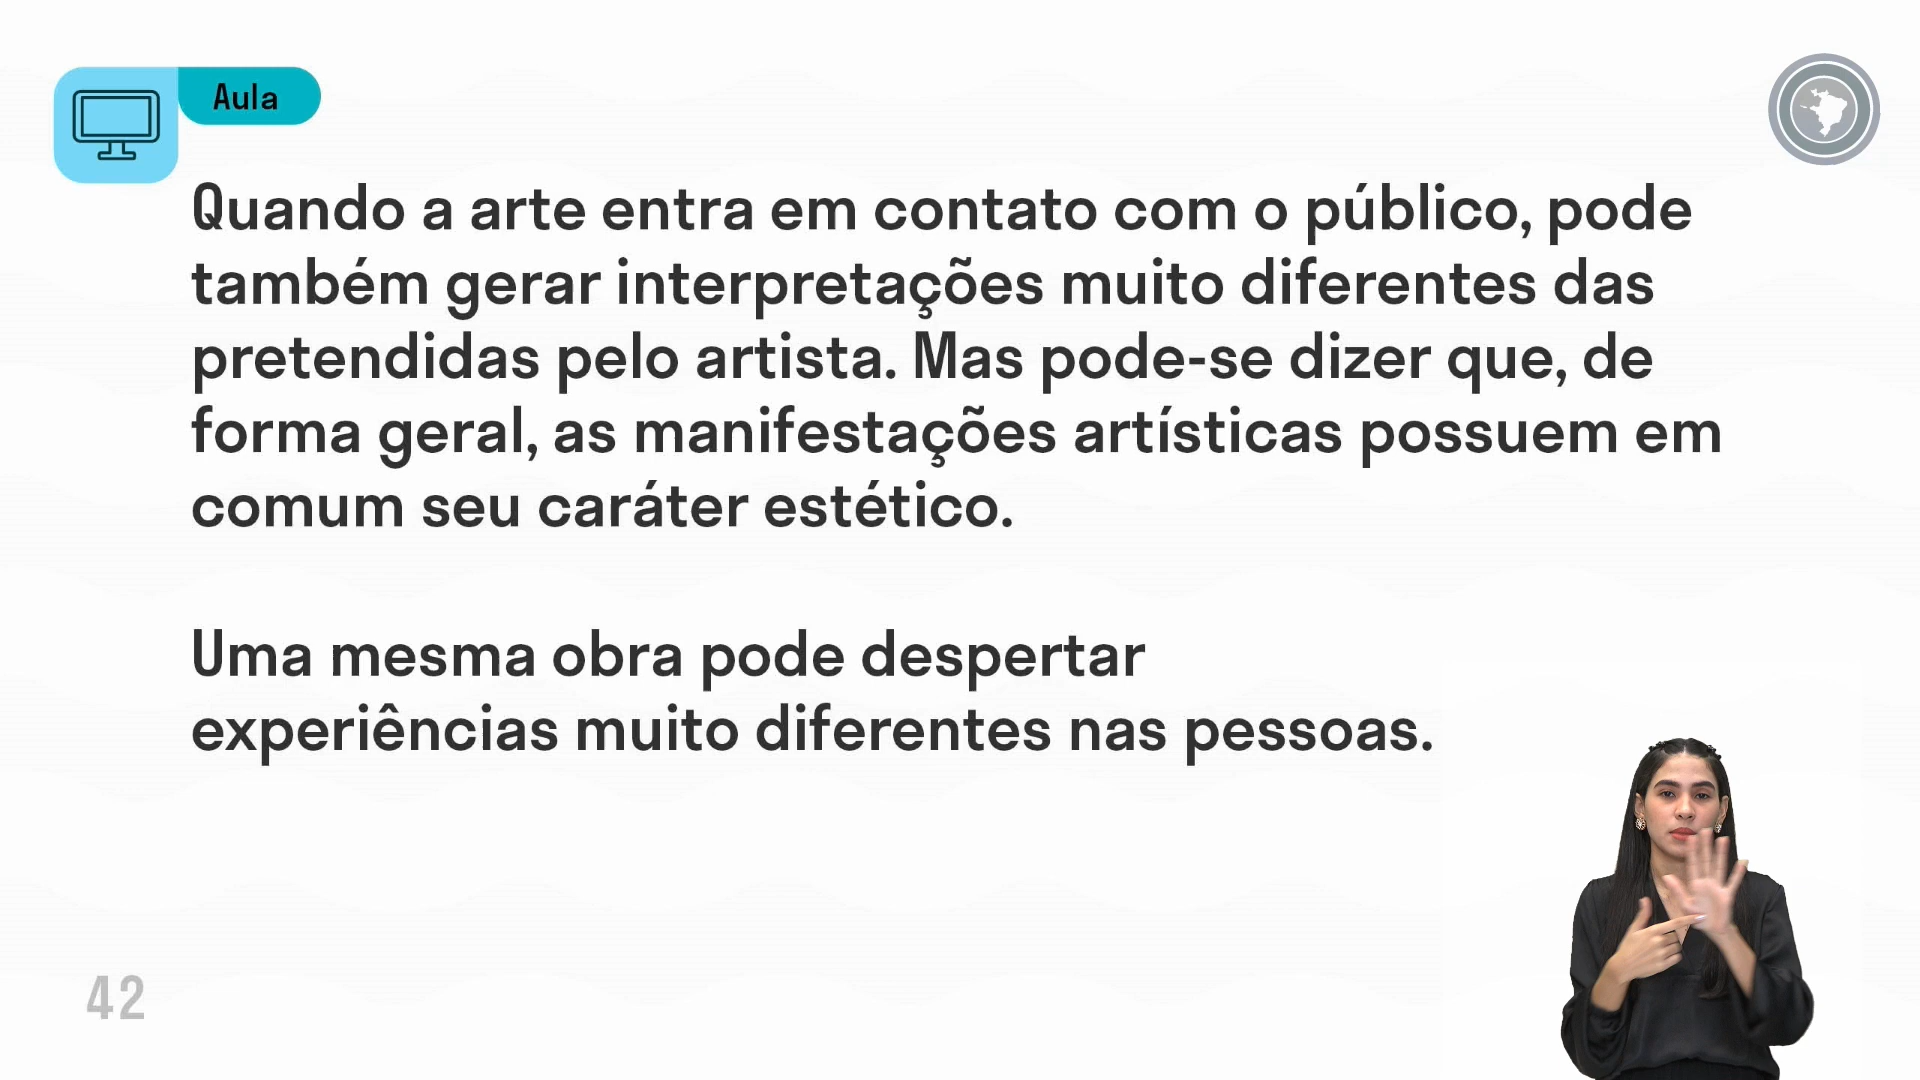 Aula
Quando a arte entra em contato com o público, pode
também gerar interpretações muito diferentes das
pretendidas pelo artista. Mas pode-se dizer que, de
forma geral, as manifestações artísticas possuem em
comum seu caráter estético.
Uma mesma obra pode despertar
experiências muito diferentes nas pessoas.
42